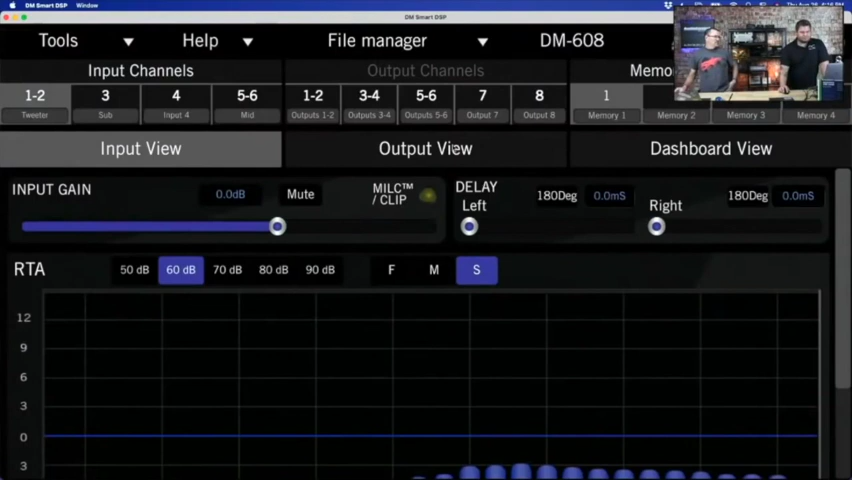 DM Smart DSP Window
DM Smart DSP
Tools Help File manager DM-608
Input Channels Output Channels Memo
1-2 3 4 5-6 1-2 3-4 5-6 7 8 1
Tweeter Sub Input 4 Mid Outputs 1-2 Outputs 3-4 Outputs 5-6 Output 7 Output 8 Memory 1 Memory 2 Memory 3 Memory 4
Input View Output View Dashboard View
INPUT GAIN 0.0dB Mute MILC™ / CLIP
DELAY
Left 180Deg 0.0mS Right 180Deg 0.0mS
RTA 50 dB 60 dB 70 dB 80 dB 90 dB F M S
12
9
6
3
0
3